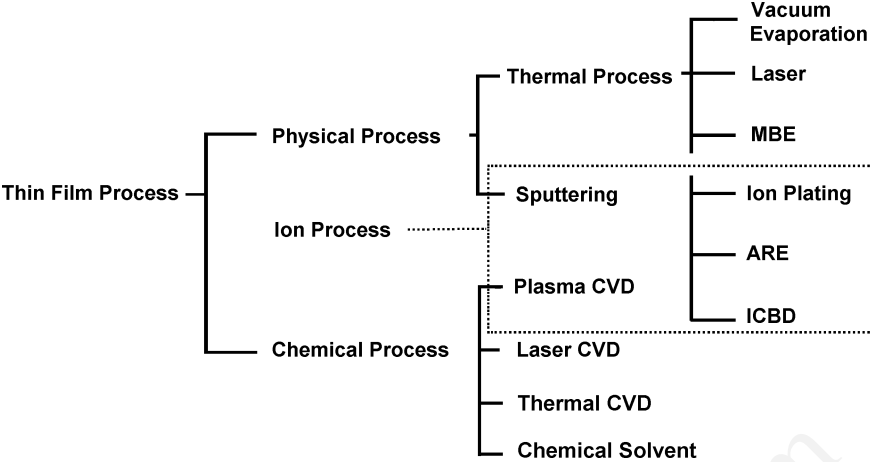 Vacuum
Evaporation
Thermal Process
Laser
Physical Process
MBE
Thin Film Process
Sputtering
Ion Plating
Ion Process
ARE
Plasma CVD
ICBD
Chemical Process
Laser CVD
Thermal CVD
Chemical Solvent